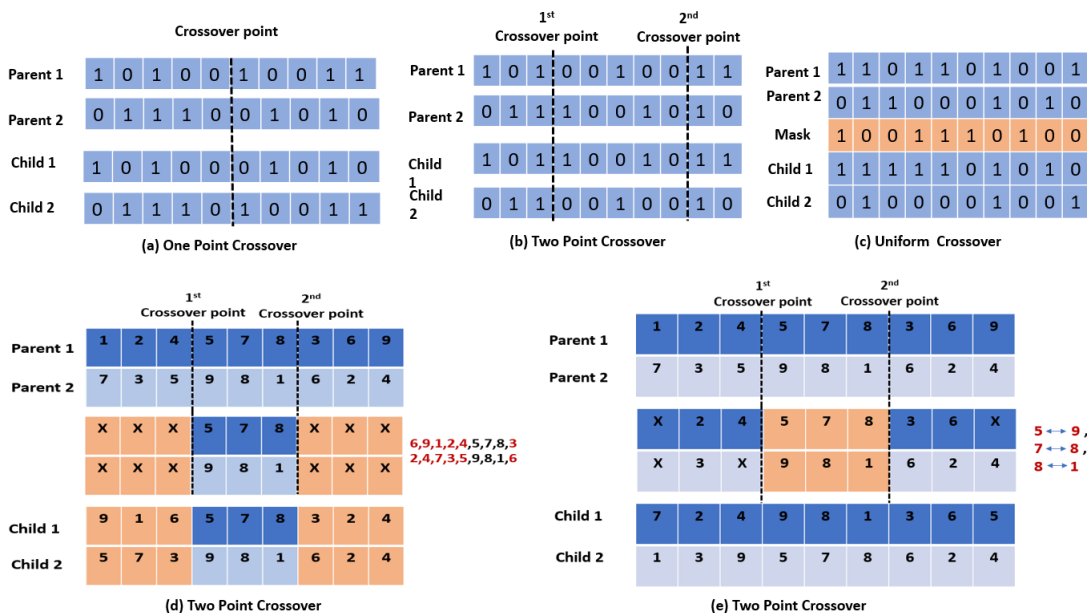 Crossover point
Parent 1 1 0 1 0 0 1 0 0 1 1
Parent 2 0 1 1 1 0 0 1 0 1 0
Child 1 1 0 1 0 0 0 1 0 1 0
Child 2 0 1 1 1 0 1 0 0 1 1
(a) One Point Crossover
1st 2nd
Crossover point Crossover point
Parent 1 1 0 1 0 0 1 0 0 1 1
Parent 2 0 1 1 1 0 0 1 0 1 0
Child 1 1 0 1 1 0 0 1 0 1 1
Child 2 0 1 1 0 0 1 0 0 1 0
(b) Two Point Crossover
Parent 1 1 1 0 1 1 0 1 0 0 1
Parent 2 0 1 1 0 0 0 1 0 1 0
Mask 1 0 0 1 1 1 0 1 0 0
Child 1 1 1 1 1 1 0 1 0 1 0
Child 2 0 1 0 0 0 0 1 0 0 1
(c) Uniform Crossover
1st 2nd
Crossover point Crossover point
Parent 1 1 2 4 5 7 8 3 6 9
Parent 2 7 3 5 9 8 1 6 2 4
X X X 5 7 8 X X X
6,9,1,2,4,5,7,8,3
2,4,7,3,5,9,8,1,6
X X X 9 8 1 X X X
Child 1 9 1 6 5 7 8 3 2 4
Child 2 5 7 3 9 8 1 6 2 4
(d) Two Point Crossover
1st 2nd
Crossover point Crossover point
Parent 1 1 2 4 5 7 8 3 6 9
Parent 2 7 3 5 9 8 1 6 2 4
X 2 4 5 7 8 3 6 X
5 ↔ 9 ,
7 ↔ 8 ,
8 ↔ 1
X 3 X 9 8 1 6 2 4
Child 1 7 2 4 9 8 1 3 6 5
Child 2 1 3 9 5 7 8 6 2 4
(e) Two Point Crossover